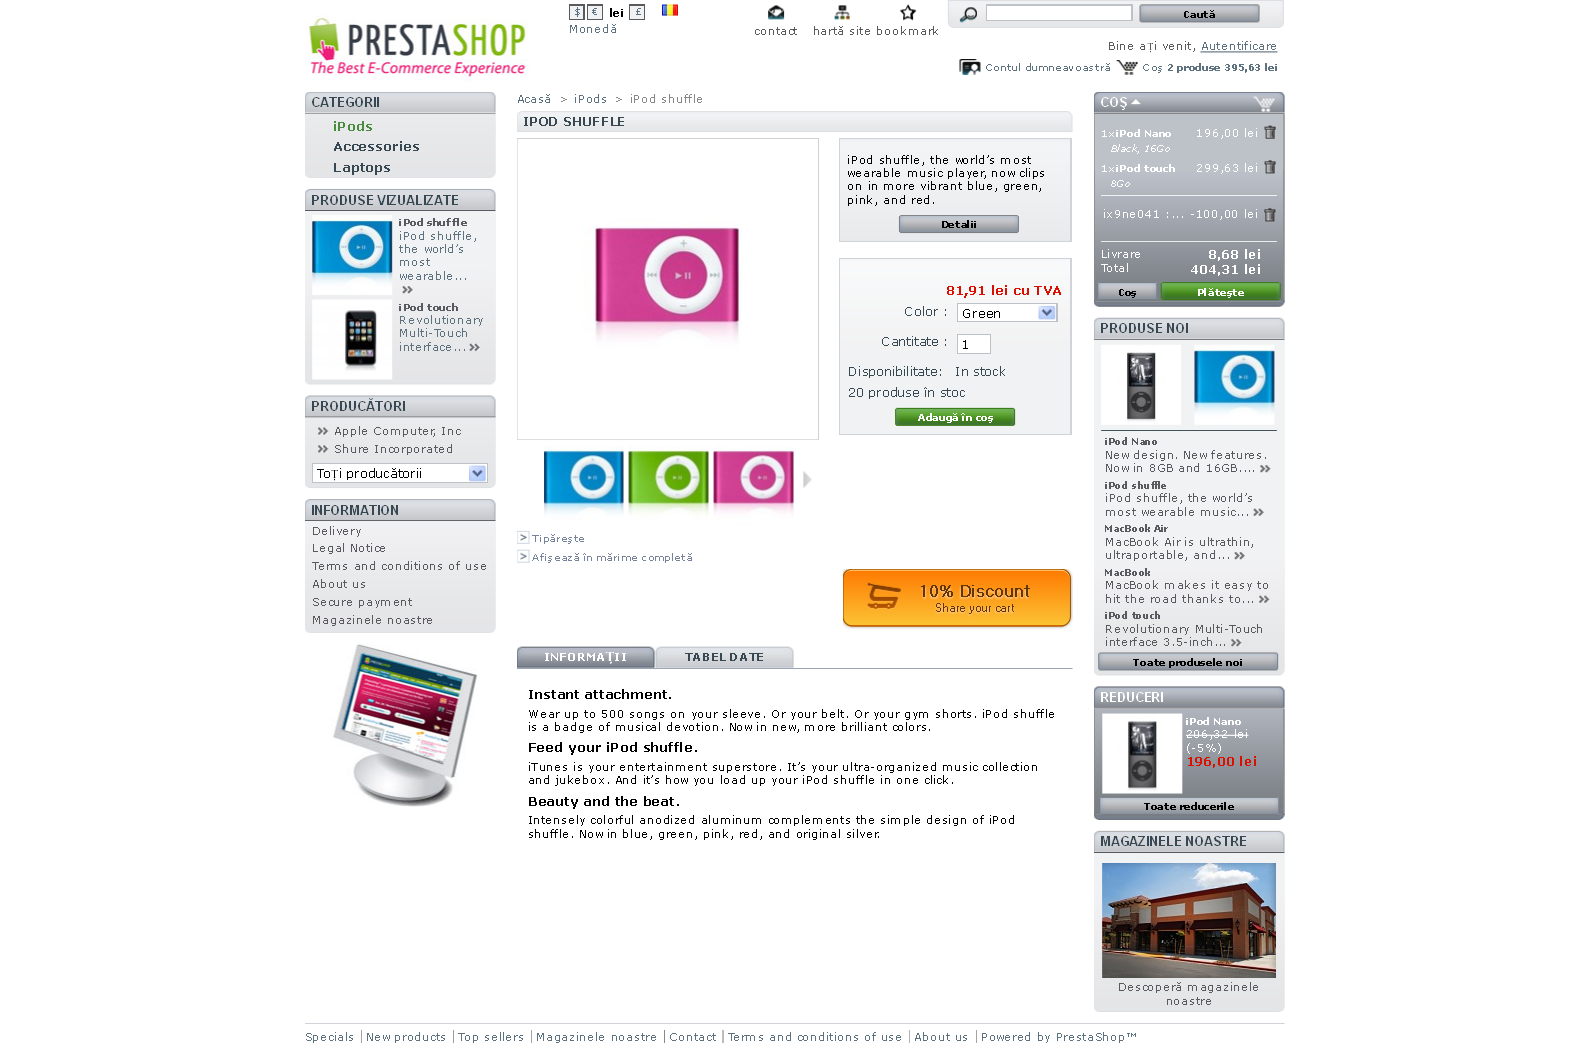 PRESTASHOP
The Best E-Commerce Experience
$ € lei £
Monedă
contact
hartă site
bookmark
Caută
Bine ați venit, Autentificare
Contul dumneavoastră
Coș 2 produse 395,63 lei
CATEGORII
iPods
Accessories
Laptops
PRODUSE VIZUALIZATE
iPod shuffle
iPod shuffle,
the world's
most
wearable...
iPod touch
Revolutionary
Multi-Touch
interface...
PRODUCĂTORI
Apple Computer, Inc
Shure Incorporated
Toți producătorii
INFORMATION
Delivery
Legal Notice
Terms and conditions of use
About us
Secure payment
Magazinele noastre
Acasă > iPods > iPod shuffle
IPOD SHUFFLE
iPod shuffle, the world's most
wearable music player, now clips
on in more vibrant blue, green,
pink, and red.
Detalii
81,91 lei cu TVA
Color : Green
Cantitate : 1
Disponibilitate: In stock
20 produse în stoc
Adaugă în coș
> Tipărește
> Afișează în mărime completă
10% Discount
Share your cart
INFORMAȚII
TABEL DATE
Instant attachment.
Wear up to 500 songs on your sleeve. Or your belt. Or your gym shorts. iPod shuffle
is a badge of musical devotion. Now in new, more brilliant colors.
Feed your iPod shuffle.
iTunes is your entertainment superstore. It's your ultra-organized music collection
and jukebox. And it's how you load up your iPod shuffle in one click.
Beauty and the beat.
Intensely colorful anodized aluminum complements the simple design of iPod
shuffle. Now in blue, green, pink, red, and original silver.
COȘ
1x iPod Nano 196,00 lei
Black, 16Go
1x iPod touch 299,63 lei
8Go
ix9ne041 :... -100,00 lei
Livrare 8,68 lei
Total 404,31 lei
Coș
Plătește
PRODUSE NOI
iPod Nano
New design. New features.
Now in 8GB and 16GB....
iPod shuffle
iPod shuffle, the world's
most wearable music...
MacBook Air
MacBook Air is ultrathin,
ultraportable, and...
MacBook
MacBook makes it easy to
hit the road thanks to...
iPod touch
Revolutionary Multi-Touch
interface 3.5-inch...
Toate produsele noi
REDUCERI
iPod Nano
206,32 lei
(-5%)
196,00 lei
Toate reducerile
MAGAZINELE NOASTRE
Descoperă magazinele
noastre
Specials | New products | Top sellers | Magazinele noastre | Contact | Terms and conditions of use | About us | Powered by PrestaShop™